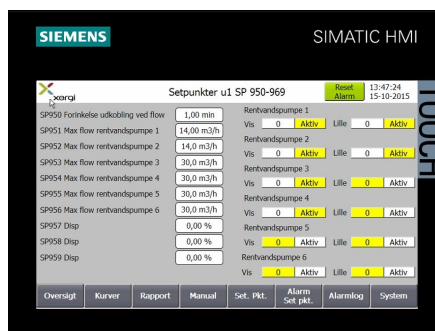 SIEMENS
SIMATIC HMI
TOUCH
xergi
Setpunkter u1 SP 950-969
Reset Alarm
13:47:24
15-10-2015
SP950 Forinkelse udkobling ved flow 1,00 min
SP951 Max flow rentvandspumpe 1 14,00 m3/h
SP952 Max flow rentvandspumpe 2 14,0 m3/h
SP953 Max flow rentvandspumpe 3 30,0 m3/h
SP954 Max flow rentvandspumpe 4 30,0 m3/h
SP955 Max flow rentvandspumpe 5 30,0 m3/h
SP956 Max flow rentvandspumpe 6 30,0 m3/h
SP957 Disp 0,00 %
SP958 Disp 0,00 %
SP959 Disp 0,00 %
Rentvandspumpe 1
Vis 0 Aktiv Lille 0 Aktiv
Rentvandspumpe 2
Vis 0 Aktiv Lille 0 Aktiv
Rentvandspumpe 3
Vis 0 Aktiv Lille 0 Aktiv
Rentvandspumpe 4
Vis 0 Aktiv Lille 0 Aktiv
Rentvandspumpe 5
Vis 0 Aktiv Lille 0 Aktiv
Rentvandspumpe 6
Vis 0 Aktiv Lille 0 Aktiv
Oversigt Kurver Rapport Manual Set. Pkt. Alarm Set pkt. Alarmlog System